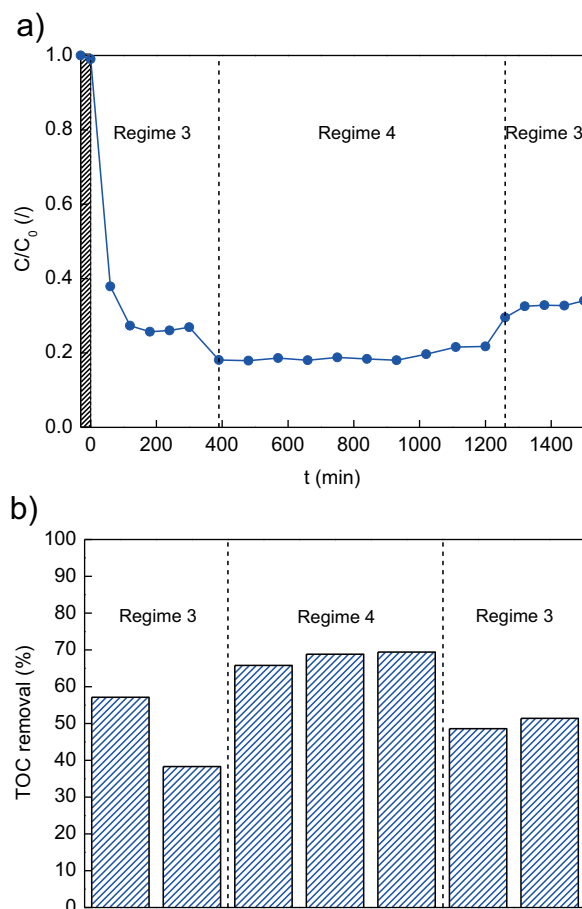 a)
1.0
0.8
0.6
0.4
0.2
0.0
C/C₀ (/)
Regime 3
Regime 4
Regime 3
0 200 400 600 800 1000 1200 1400
t (min)
b)
100
90
80
70
60
50
40
30
20
10
0
TOC removal (%)
Regime 3
Regime 4
Regime 3